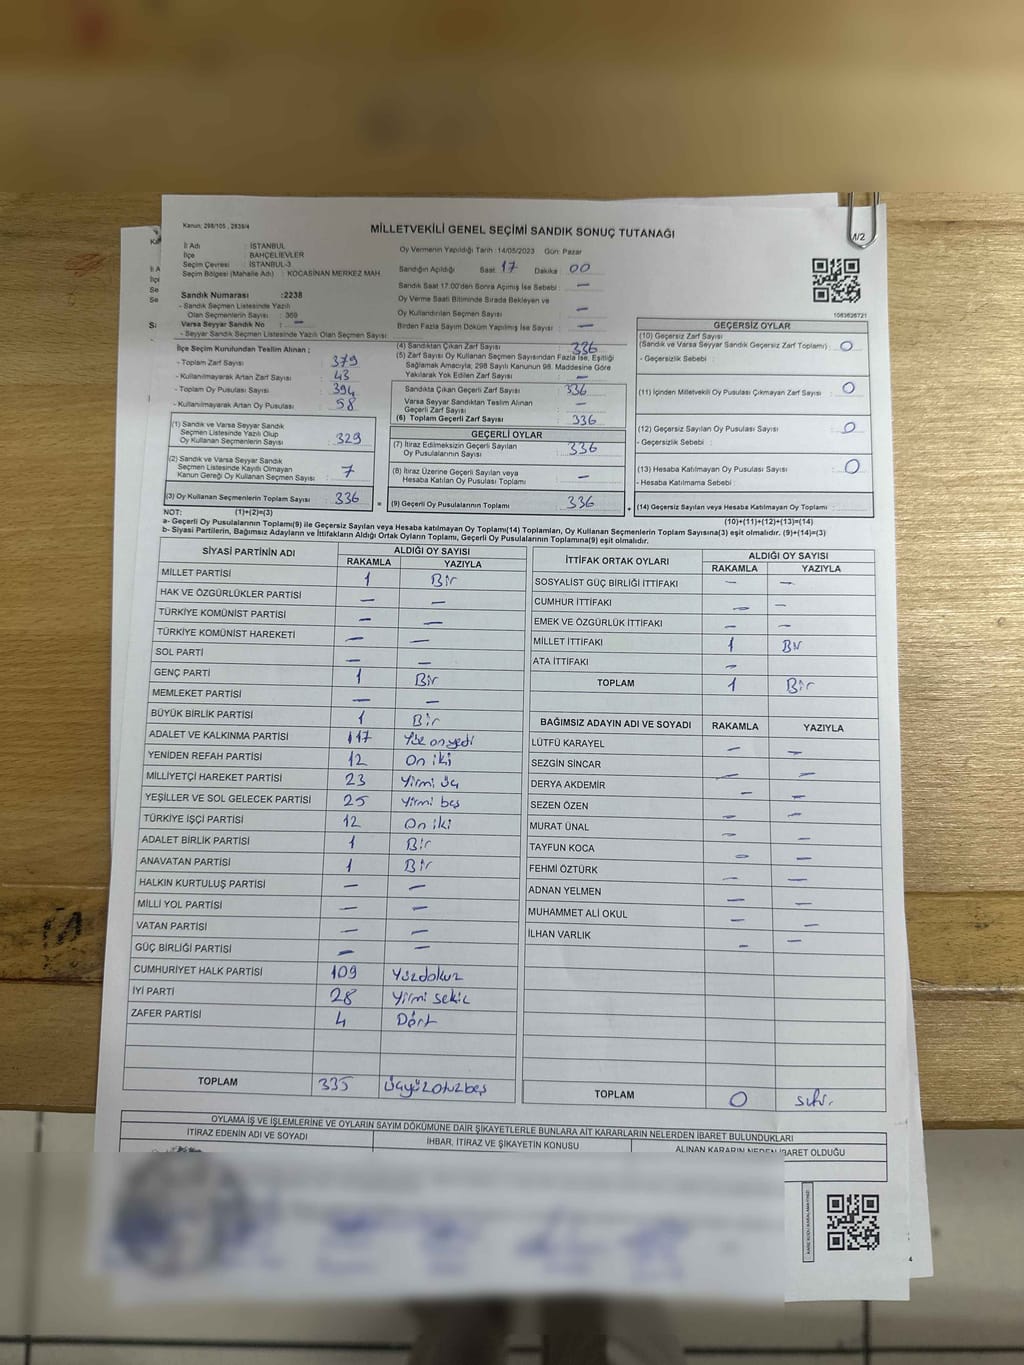 Kanun: 298/105 , 2839/4
MİLLETVEKİLİ GENEL SEÇİMİ SANDIK SONUÇ TUTANAĞI
1/2
İl Adı : İSTANBUL
İlçe : BAHÇELİEVLER
Seçim Çevresi : İSTANBUL-3
Seçim Bölgesi (Mahalle Adı) : KOCASİNAN MERKEZ MAH
Oy Vermenin Yapıldığı Tarih :14/05/2023 Gün: Pazar
Sandığın Açıldığı Saat 17 Dakika 00
Sandık Saat 17.00'den Sonra Açımış İse Sebebi : —
Oy Verme Saati Bitiminde Sırada Bekleyen ve
Oy Kullandırılan Seçmen Sayısı : —
Birden Fazla Sayım Döküm Yapılmış İse Sayısı : —
1083626721
Sandık Numarası :2238
- Sandık Seçmen Listesinde Yazılı
Olan Seçmenlerin Sayısı : 369
Varsa Seyyar Sandık No : —
- Seyyar Sandık Seçmen Listesinde Yazılı Olan Seçmen Sayısı:
İlçe Seçim Kurulundan Teslim Alınan ;
- Toplam Zarf Sayısı : 379
- Kullanılmayarak Artan Zarf Sayısı : 43
- Toplam Oy Pusulası Sayısı : 394
- Kullanılmayarak Artan Oy Pusulası : 58
(1) Sandık ve Varsa Seyyar Sandık
Seçmen Listesinde Yazılı Olup
Oy Kullanan Seçmenlerin Sayısı : 329
(2) Sandık ve Varsa Seyyar Sandık
Seçmen Listesinde Kayıtlı Olmayan
Kanun Gereği Oy Kullanan Seçmen Sayısı : 7
(3) Oy Kullanan Seçmenlerin Toplam Sayısı : 336
(4) Sandıktan Çıkan Zarf Sayısı : 336
(5) Zarf Sayısı Oy Kullanan Seçmen Sayısından Fazla İse, Eşitliği
Sağlamak Amacıyla; 298 Sayılı Kanunun 98. Maddesine Göre
Yakılarak Yok Edilen Zarf Sayısı : —
Sandıkta Çıkan Geçerli Zarf Sayısı : 336
Varsa Seyyar Sandıktan Teslim Alınan
Geçerli Zarf Sayısı : —
(6) Toplam Geçerli Zarf Sayısı : 336
GEÇERLİ OYLAR
(7) İtiraz Edilmeksizin Geçerli Sayılan
Oy Pusulalarının Sayısı : 336
(8) İtiraz Üzerine Geçerli Sayılan veya
Hesaba Katılan Oy Pusulaları Toplamı : —
= (9) Geçerli Oy Pusulalarının Toplamı : 336
GEÇERSİZ OYLAR
(10) Geçersiz Zarf Sayısı
(Sandık ve Varsa Seyyar Sandık Geçersiz Zarf Toplamı) : 0
- Geçersizlik Sebebi :
(11) İçinden Milletvekili Oy Pusulası Çıkmayan Zarf Sayısı : 0
(12) Geçersiz Sayılan Oy Pusulası Sayısı : 0
- Geçersizlik Sebebi :
(13) Hesaba Katılmayan Oy Pusulası Sayısı : 0
- Hesaba Katılmama Sebebi :
+ (14) Geçersiz Sayılan veya Hesaba Katılmayan Oy Toplamı :
NOT: (1)+(2)=(3)
(10)+(11)+(12)+(13)=(14)
a- Geçerli Oy Pusulalarının Toplamı(9) ile Geçersiz Sayılan veya Hesaba katılmayan Oy Toplamı(14) Toplamları, Oy Kullanan Seçmenlerin Toplam Sayısına(3) eşit olmalıdır. (9)+(14)=(3)
b- Siyasi Partilerin, Bağımsız Adayların ve İttifakların Aldığı Ortak Oyların Toplamı, Geçerli Oy Pusulalarının Toplamına(9) eşit olmalıdır.
SİYASİ PARTİNİN ADI ALDIĞI OY SAYISI
RAKAMLA YAZIYLA
MİLLET PARTİSİ 1 Bir
HAK VE ÖZGÜRLÜKLER PARTİSİ — —
TÜRKİYE KOMÜNİST PARTİSİ — —
TÜRKİYE KOMÜNİST HAREKETİ — —
SOL PARTİ — —
GENÇ PARTİ 1 Bir
MEMLEKET PARTİSİ — —
BÜYÜK BİRLİK PARTİSİ 1 Bir
ADALET VE KALKINMA PARTİSİ 117 Yüz onyedi
YENİDEN REFAH PARTİSİ 12 On iki
MİLLİYETÇİ HAREKET PARTİSİ 23 Yirmi üç
YEŞİLLER VE SOL GELECEK PARTİSİ 25 Yirmi beş
TÜRKİYE İŞÇİ PARTİSİ 12 On iki
ADALET BİRLİK PARTİSİ 1 Bir
ANAVATAN PARTİSİ 1 Bir
HALKIN KURTULUŞ PARTİSİ — —
MİLLİ YOL PARTİSİ — —
VATAN PARTİSİ — —
GÜÇ BİRLİĞİ PARTİSİ — —
CUMHURİYET HALK PARTİSİ 109 Yüzdokuz
İYİ PARTİ 28 Yirmi sekiz
ZAFER PARTİSİ 4 Dört
TOPLAM 335 üçyüzotuzbeş
İTTİFAK ORTAK OYLARI ALDIĞI OY SAYISI
RAKAMLA YAZIYLA
SOSYALİST GÜÇ BİRLİĞİ İTTİFAKI — —
CUMHUR İTTİFAKI — —
EMEK VE ÖZGÜRLÜK İTTİFAKI — —
MİLLET İTTİFAKI 1 Bir
ATA İTTİFAKI —
TOPLAM 1 Bir
BAĞIMSIZ ADAYIN ADI VE SOYADI RAKAMLA YAZIYLA
LÜTFÜ KARAYEL — —
SEZGİN SİNCAR — —
DERYA AKDEMİR — —
SEZEN ÖZEN — —
MURAT ÜNAL — —
TAYFUN KOCA — —
FEHMİ ÖZTÜRK — —
ADNAN YELMEN — —
MUHAMMET ALİ OKUL — —
İLHAN VARLIK — —
TOPLAM 0 sıfır.
OYLAMA İŞ VE İŞLEMLERİNE VE OYLARIN SAYIM DÖKÜMÜNE DAİR ŞİKAYETLERLE BUNLARA AİT KARARLARIN NELERDEN İBARET BULUNDUKLARI
İTİRAZ EDENİN ADI VE SOYADI İHBAR, İTİRAZ VE ŞİKAYETİN KONUSU ALINAN KARARIN NEDEN İBARET OLDUĞU